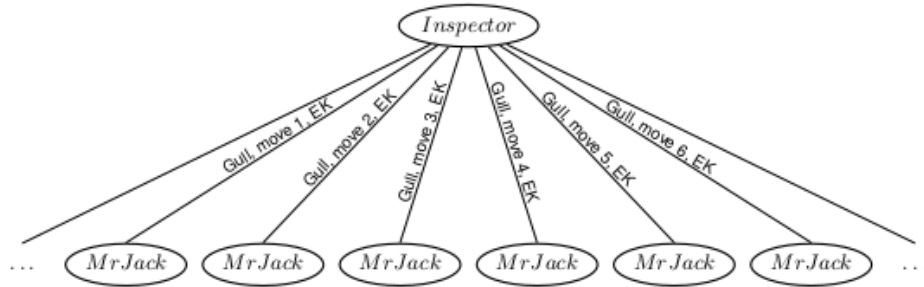 Inspector
Gull, move 1, EK
Gull, move 2, EK
Gull, move 3, EK
Gull, move 4, EK
Gull, move 5, EK
Gull, move 6, EK
... MrJack MrJack MrJack MrJack MrJack MrJack ..